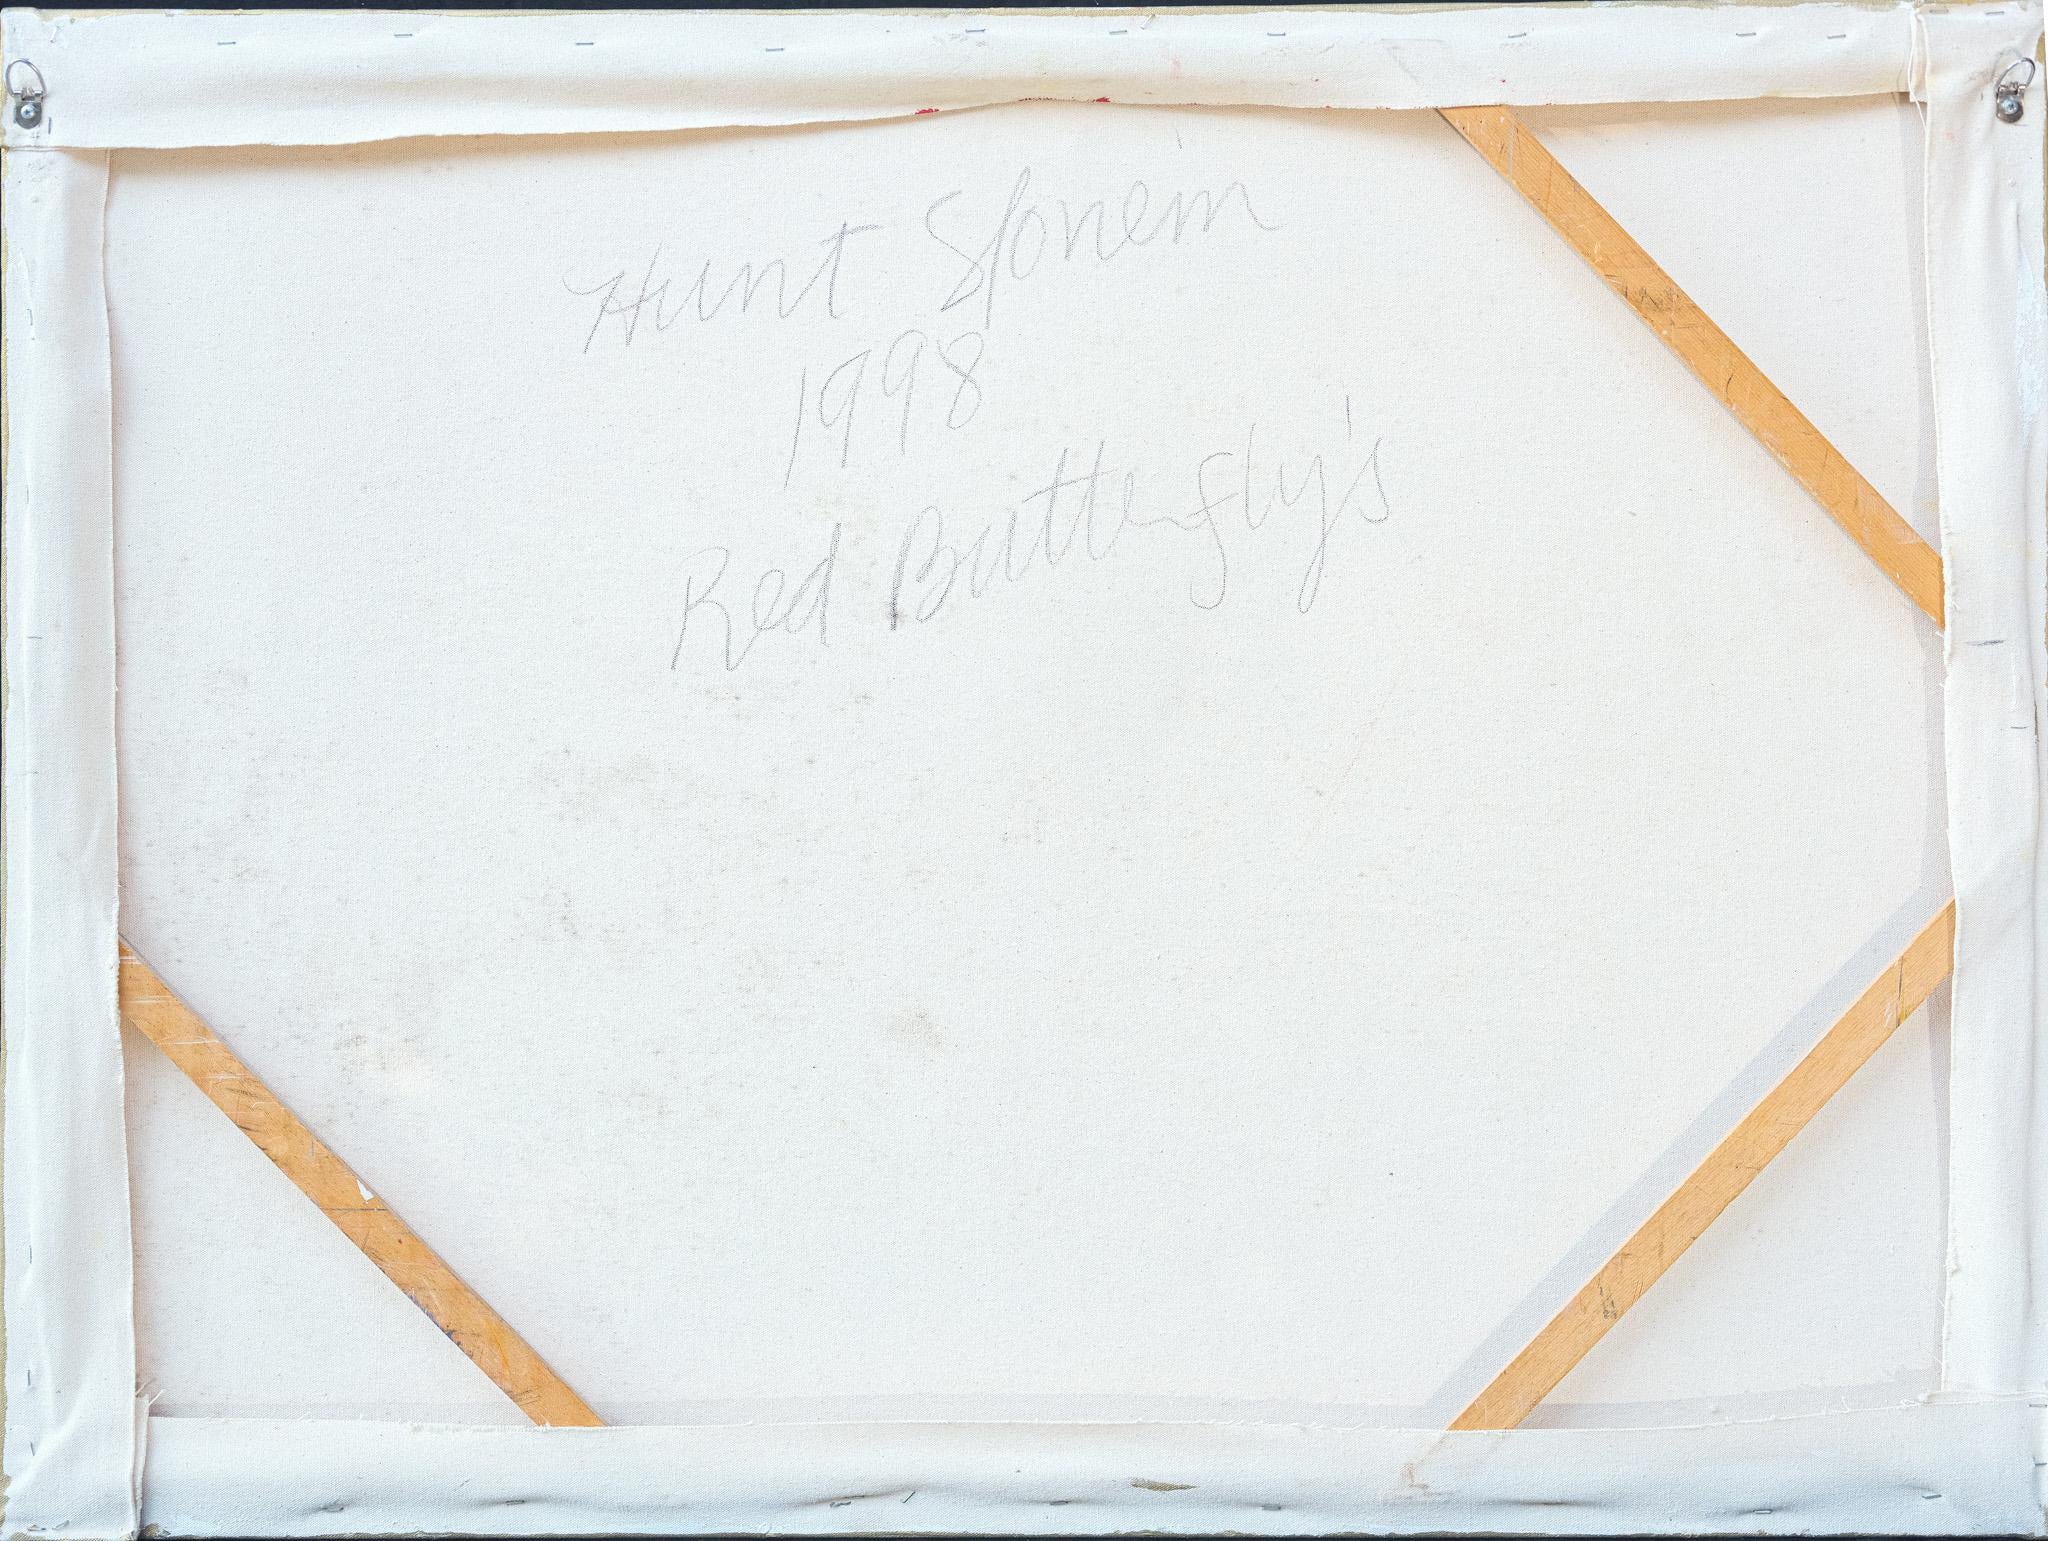 Hunt Slonem
1998
Red Butterfly's